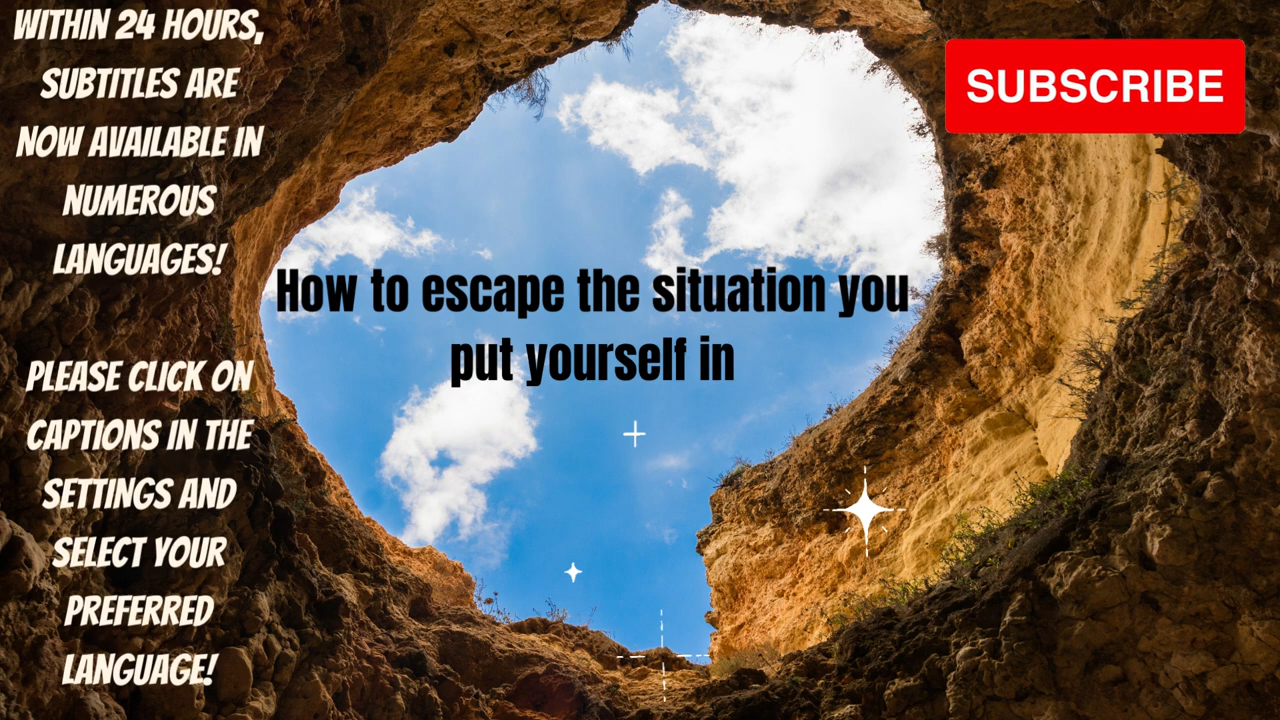 WITHIN 24 HOURS,
SUBTITLES ARE
NOW AVAILABLE IN
NUMEROUS
LANGUAGES!
PLEASE CLICK ON
CAPTIONS IN THE
SETTINGS AND
SELECT YOUR
PREFERRED
LANGUAGE!
How to escape the situation you
put yourself in
SUBSCRIBE